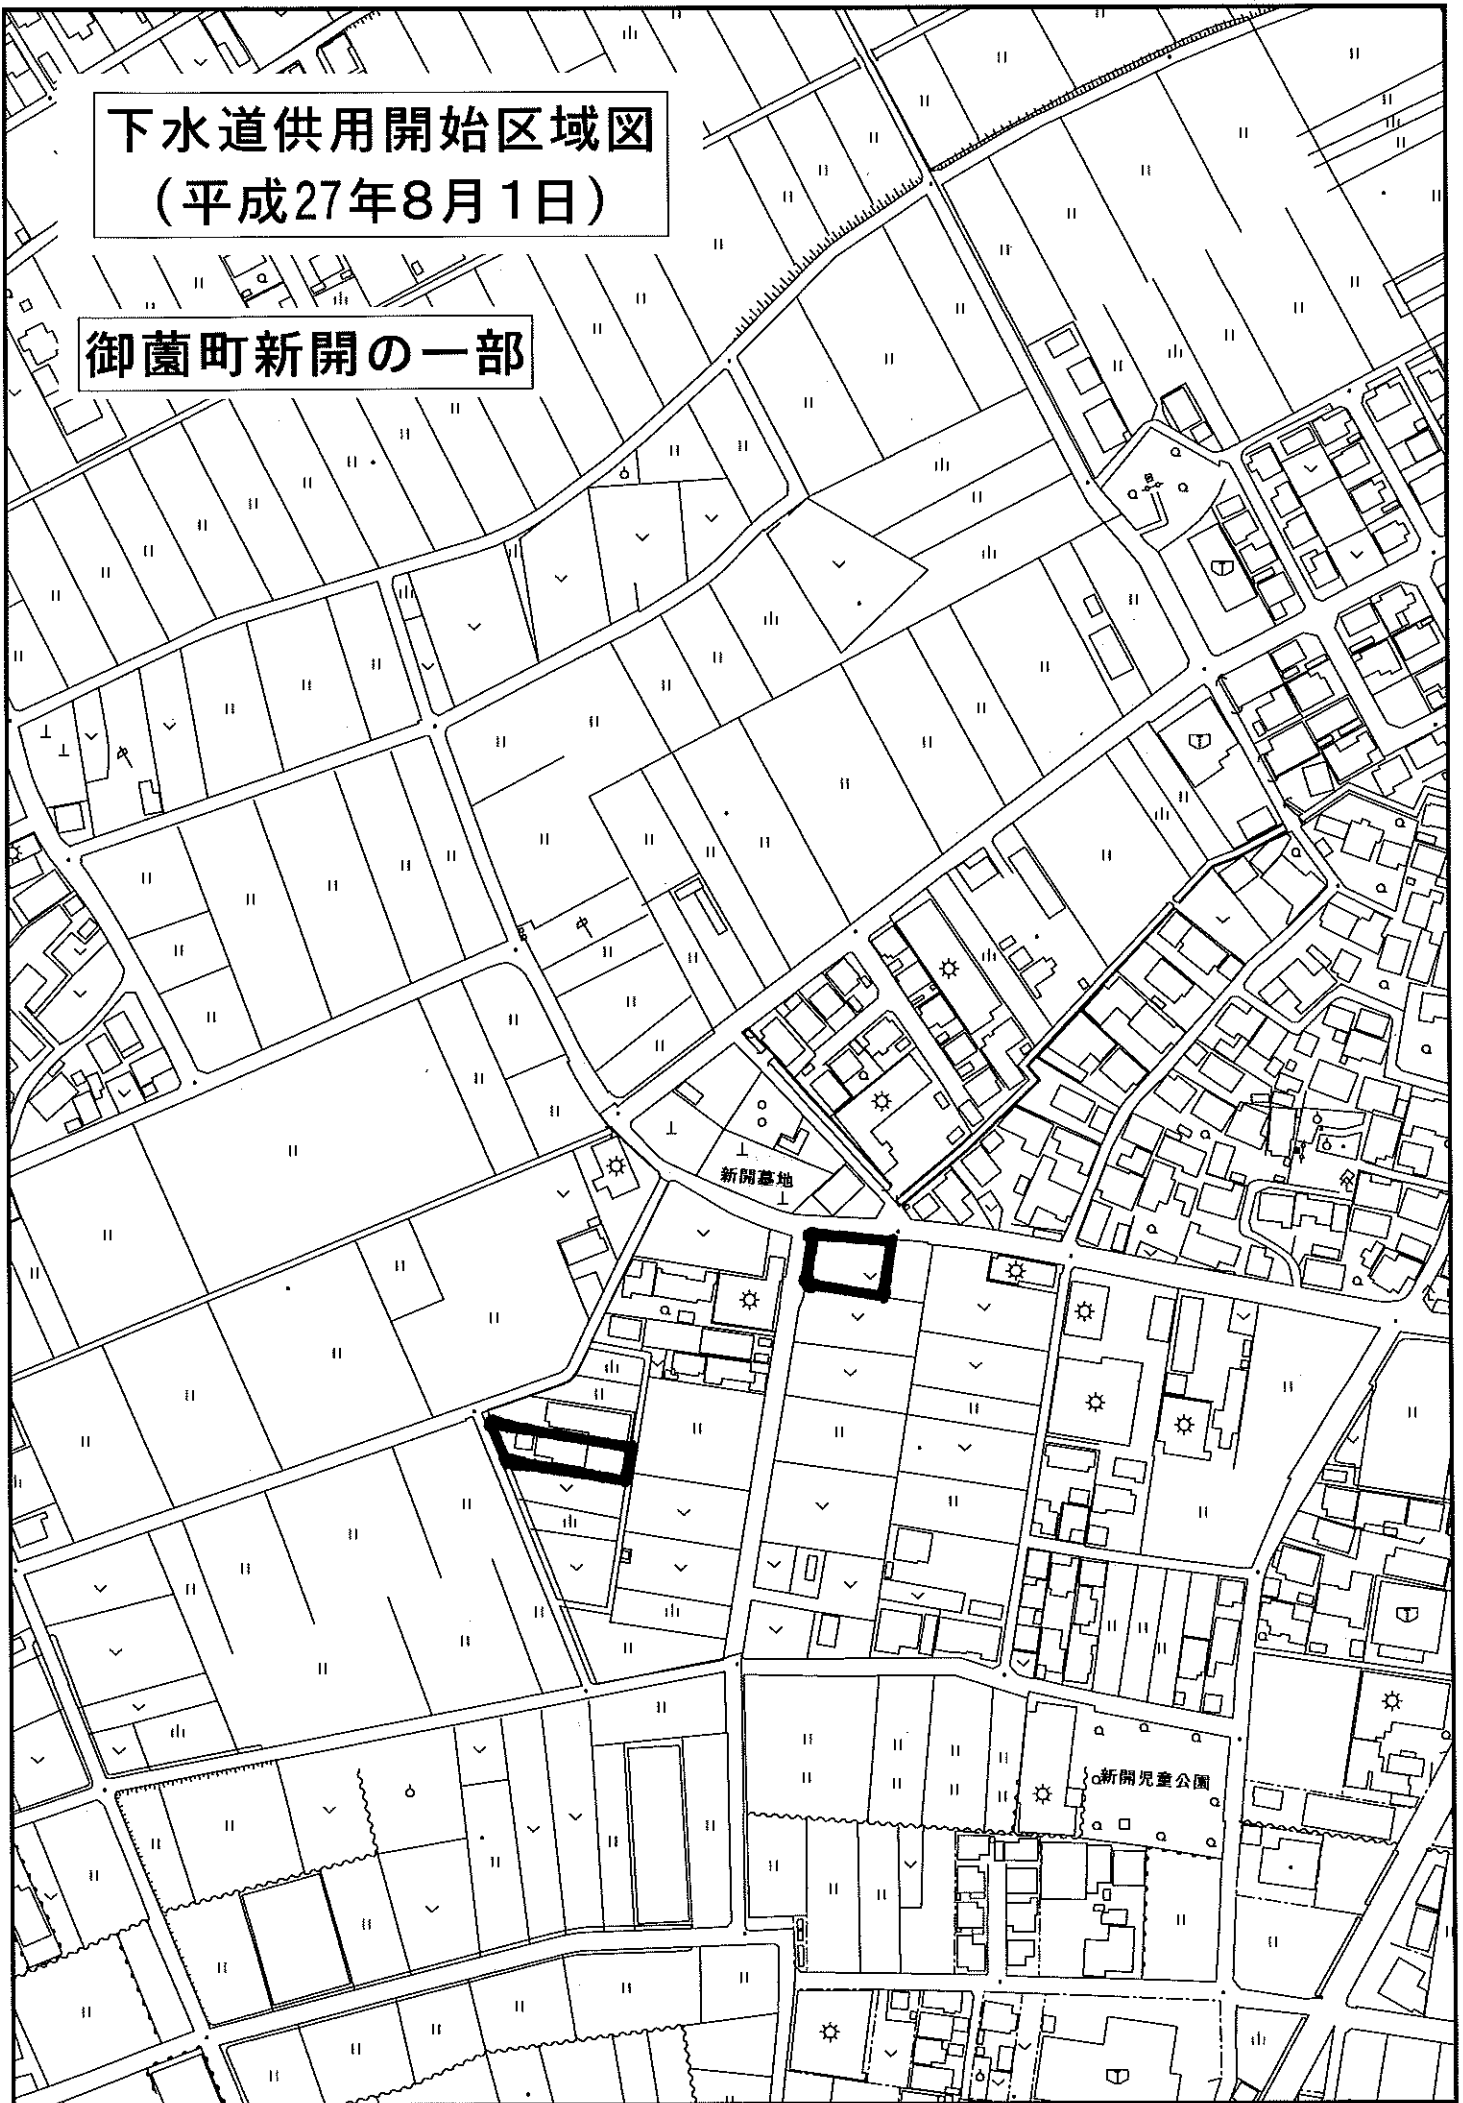 下水道供用開始区域図
（平成27年8月1日）
御薗町新開の一部
新開墓地
新開児童公園